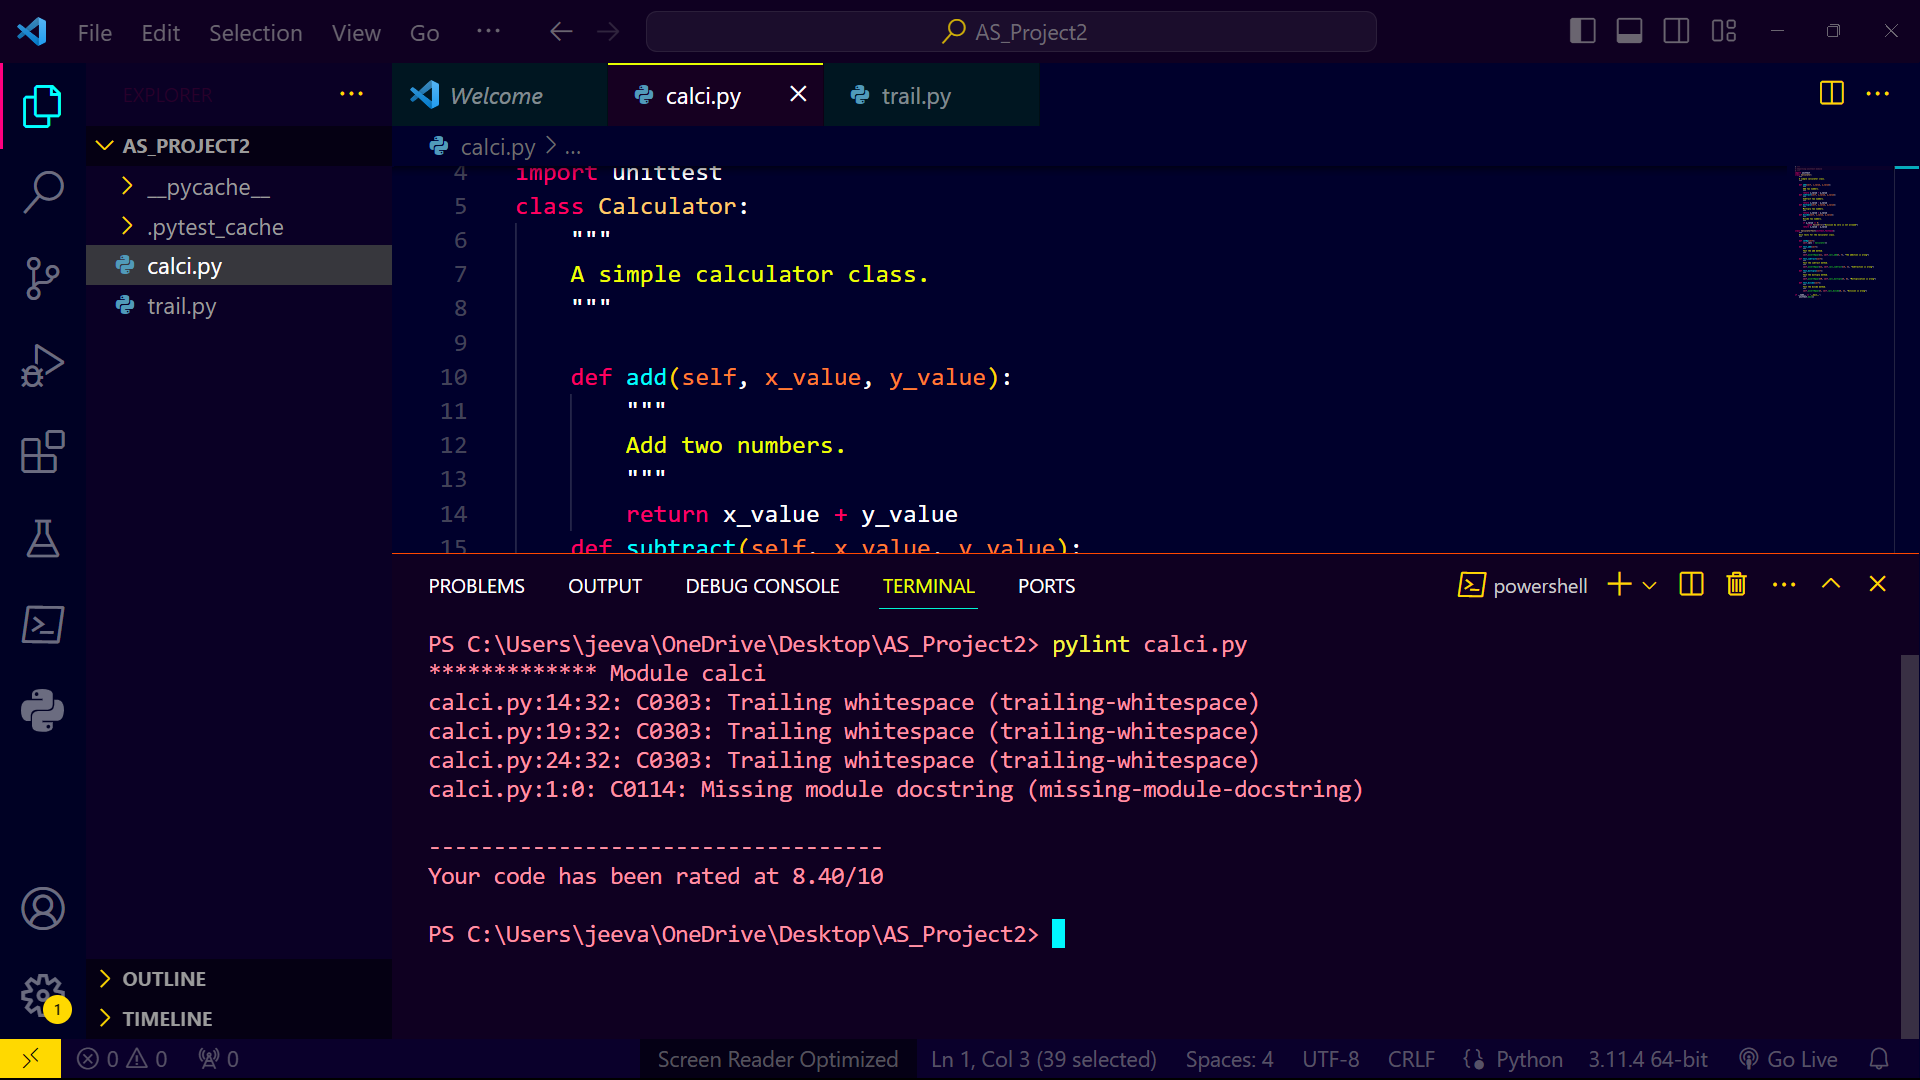 File Edit Selection View Go ... AS_Project2
EXPLORER
AS_PROJECT2
__pycache__
.pytest_cache
calci.py
trail.py
OUTLINE
TIMELINE
Welcome calci.py trail.py
calci.py > ...
4 import unittest
5 class Calculator:
6 """
7 A simple calculator class.
8 """
9
10 def add(self, x_value, y_value):
11 """
12 Add two numbers.
13 """
14 return x_value + y_value
15 def subtract(self, x_value, y_value):
PROBLEMS OUTPUT DEBUG CONSOLE TERMINAL PORTS powershell
PS C:\Users\jeeva\OneDrive\Desktop\AS_Project2> pylint calci.py
************* Module calci
calci.py:14:32: C0303: Trailing whitespace (trailing-whitespace)
calci.py:19:32: C0303: Trailing whitespace (trailing-whitespace)
calci.py:24:32: C0303: Trailing whitespace (trailing-whitespace)
calci.py:1:0: C0114: Missing module docstring (missing-module-docstring)
-----------------------------------
Your code has been rated at 8.40/10
PS C:\Users\jeeva\OneDrive\Desktop\AS_Project2>
1
0 0 0 Screen Reader Optimized Ln 1, Col 3 (39 selected) Spaces: 4 UTF-8 CRLF Python 3.11.4 64-bit Go Live